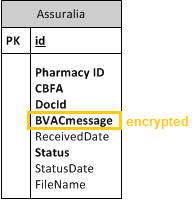 Assuralia
PK id
Pharmacy ID
CBFA
DocId
BVACmessage encrypted
ReceivedDate
Status
StatusDate
FileName